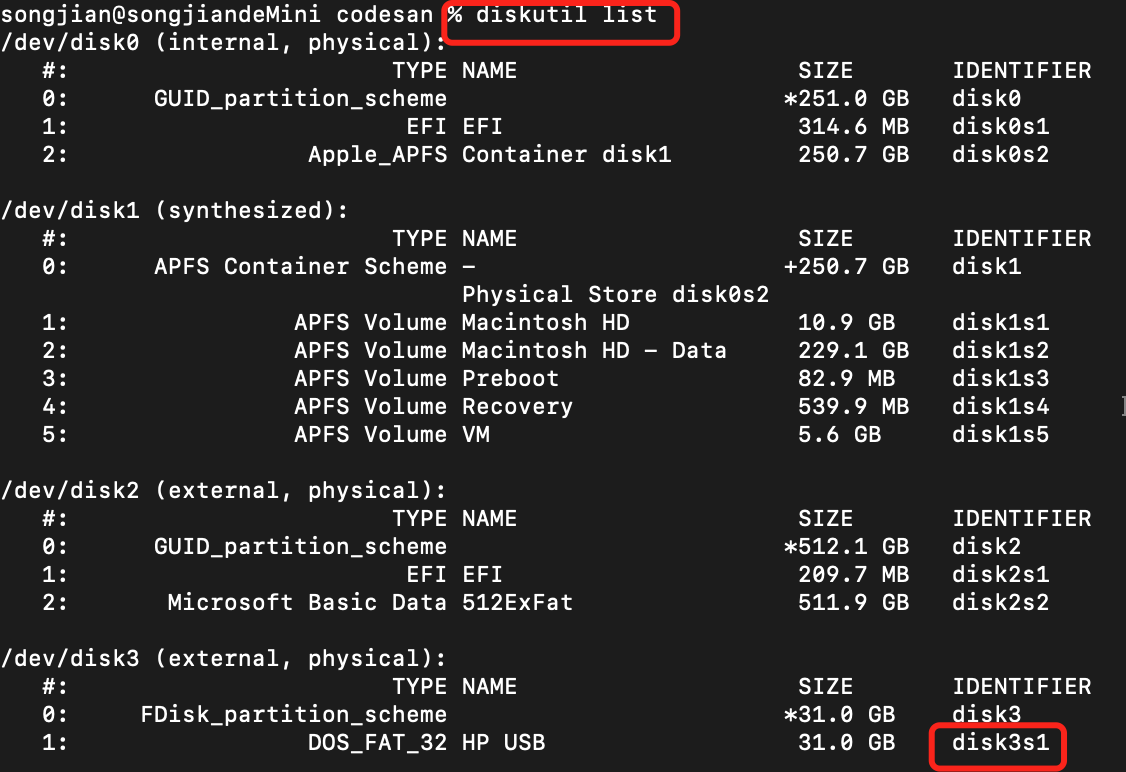 songjian@songjiandeMini codesan % diskutil list
/dev/disk0 (internal, physical):
   #:                       TYPE NAME                    SIZE       IDENTIFIER
   0:      GUID_partition_scheme                        *251.0 GB   disk0
   1:                        EFI EFI                     314.6 MB   disk0s1
   2:                 Apple_APFS Container disk1         250.7 GB   disk0s2

/dev/disk1 (synthesized):
   #:                       TYPE NAME                    SIZE       IDENTIFIER
   0:      APFS Container Scheme -                      +250.7 GB   disk1
                                 Physical Store disk0s2
   1:                APFS Volume Macintosh HD            10.9 GB    disk1s1
   2:                APFS Volume Macintosh HD - Data     229.1 GB   disk1s2
   3:                APFS Volume Preboot                 82.9 MB    disk1s3
   4:                APFS Volume Recovery                539.9 MB   disk1s4
   5:                APFS Volume VM                      5.6 GB     disk1s5

/dev/disk2 (external, physical):
   #:                       TYPE NAME                    SIZE       IDENTIFIER
   0:      GUID_partition_scheme                        *512.1 GB   disk2
   1:                        EFI EFI                     209.7 MB   disk2s1
   2:       Microsoft Basic Data 512ExFat                511.9 GB   disk2s2

/dev/disk3 (external, physical):
   #:                       TYPE NAME                    SIZE       IDENTIFIER
   0:     FDisk_partition_scheme                        *31.0 GB    disk3
   1:                 DOS_FAT_32 HP USB                  31.0 GB    disk3s1